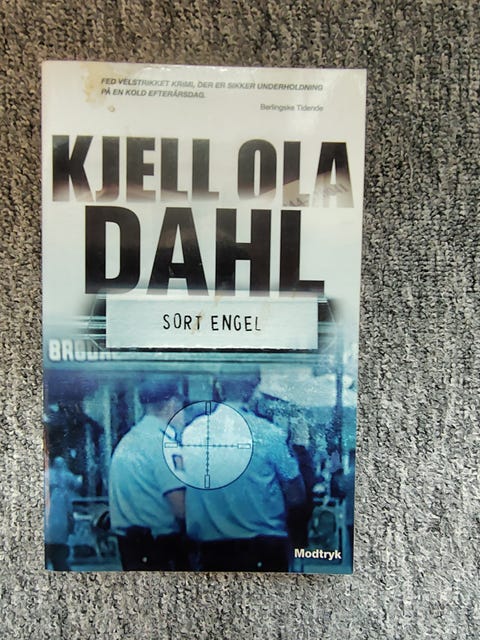 FED VELSTRIKKET KRIMI, DER ER SIKKER UNDERHOLDNING
PÅ EN KOLD EFTERÅRSDAG.
Berlingske Tidende
KJELL OLA
DAHL
SORT ENGEL
Modtryk